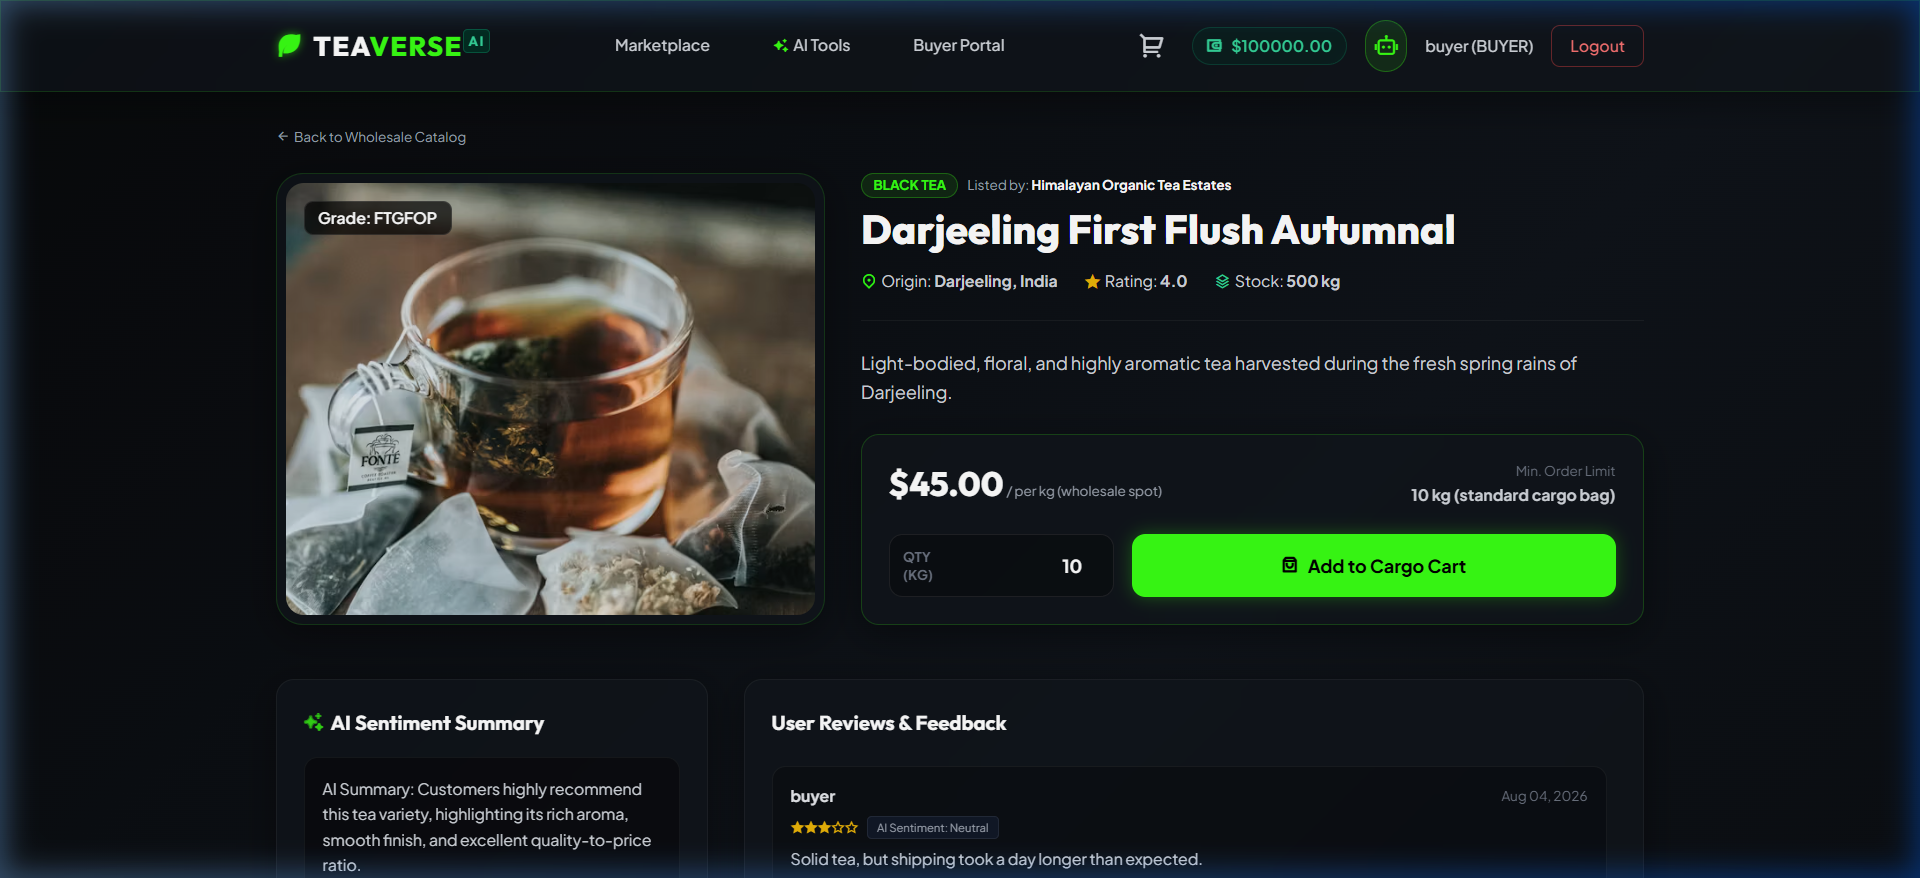 TEAVERSE AI
Marketplace
AI Tools
Buyer Portal
$100000.00
buyer (BUYER)
Logout
← Back to Wholesale Catalog
Grade: FTGFOP
FONTÉ
BLACK TEA
Listed by: Himalayan Organic Tea Estates
Darjeeling First Flush Autumnal
Origin: Darjeeling, India
Rating: 4.0
Stock: 500 kg
Light-bodied, floral, and highly aromatic tea harvested during the fresh spring rains of
Darjeeling.
$45.00 / per kg (wholesale spot)
Min. Order Limit
10 kg (standard cargo bag)
QTY
(KG)
10
Add to Cargo Cart
AI Sentiment Summary
AI Summary: Customers highly recommend
this tea variety, highlighting its rich aroma,
smooth finish, and excellent quality-to-price
ratio.
User Reviews & Feedback
buyer
Aug 04, 2026
AI Sentiment: Neutral
Solid tea, but shipping took a day longer than expected.